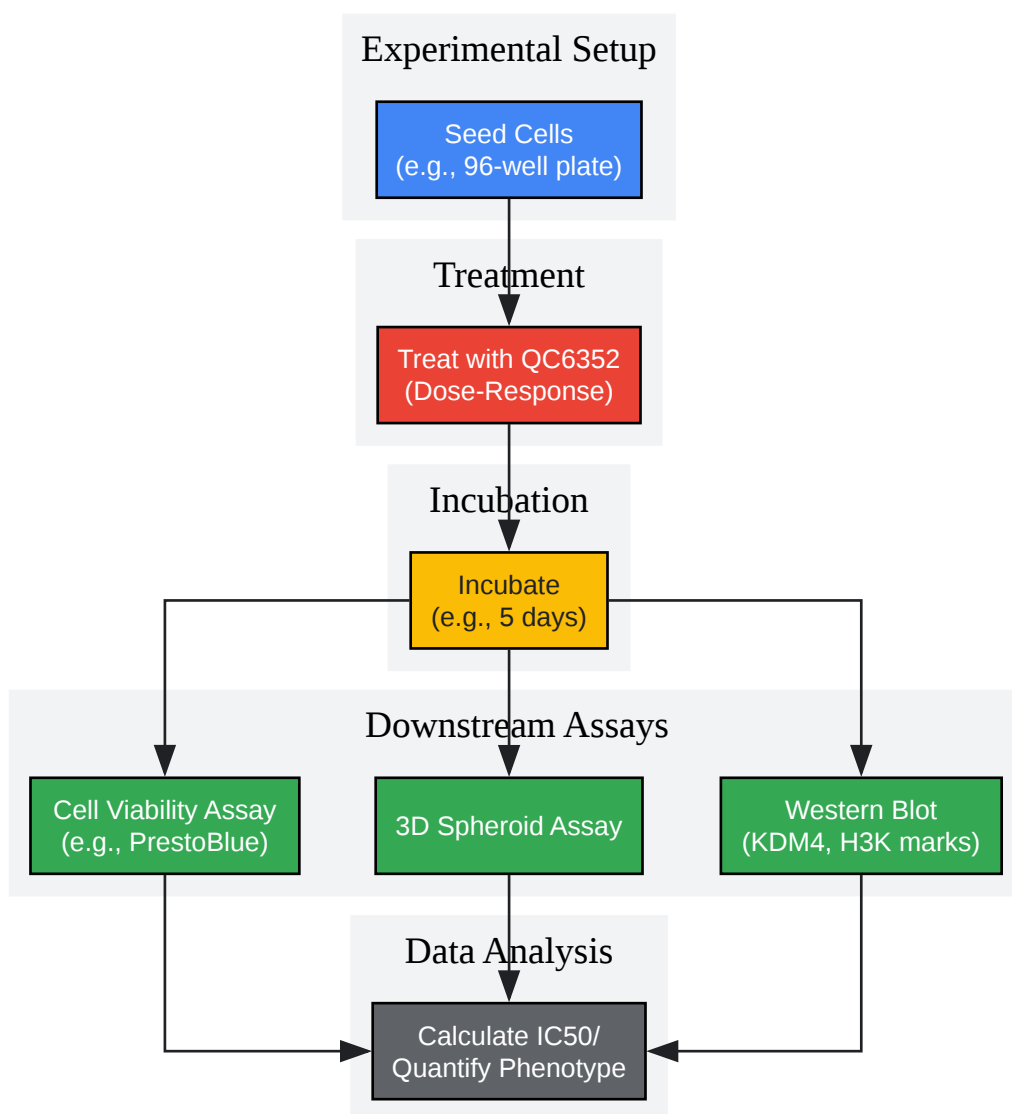 Experimental Setup
Seed Cells
(e.g., 96-well plate)
Treatment
Treat with QC6352
(Dose-Response)
Incubation
Incubate
(e.g., 5 days)
Downstream Assays
Cell Viability Assay
(e.g., PrestoBlue)
3D Spheroid Assay
Western Blot
(KDM4, H3K marks)
Data Analysis
Calculate IC50/
Quantify Phenotype